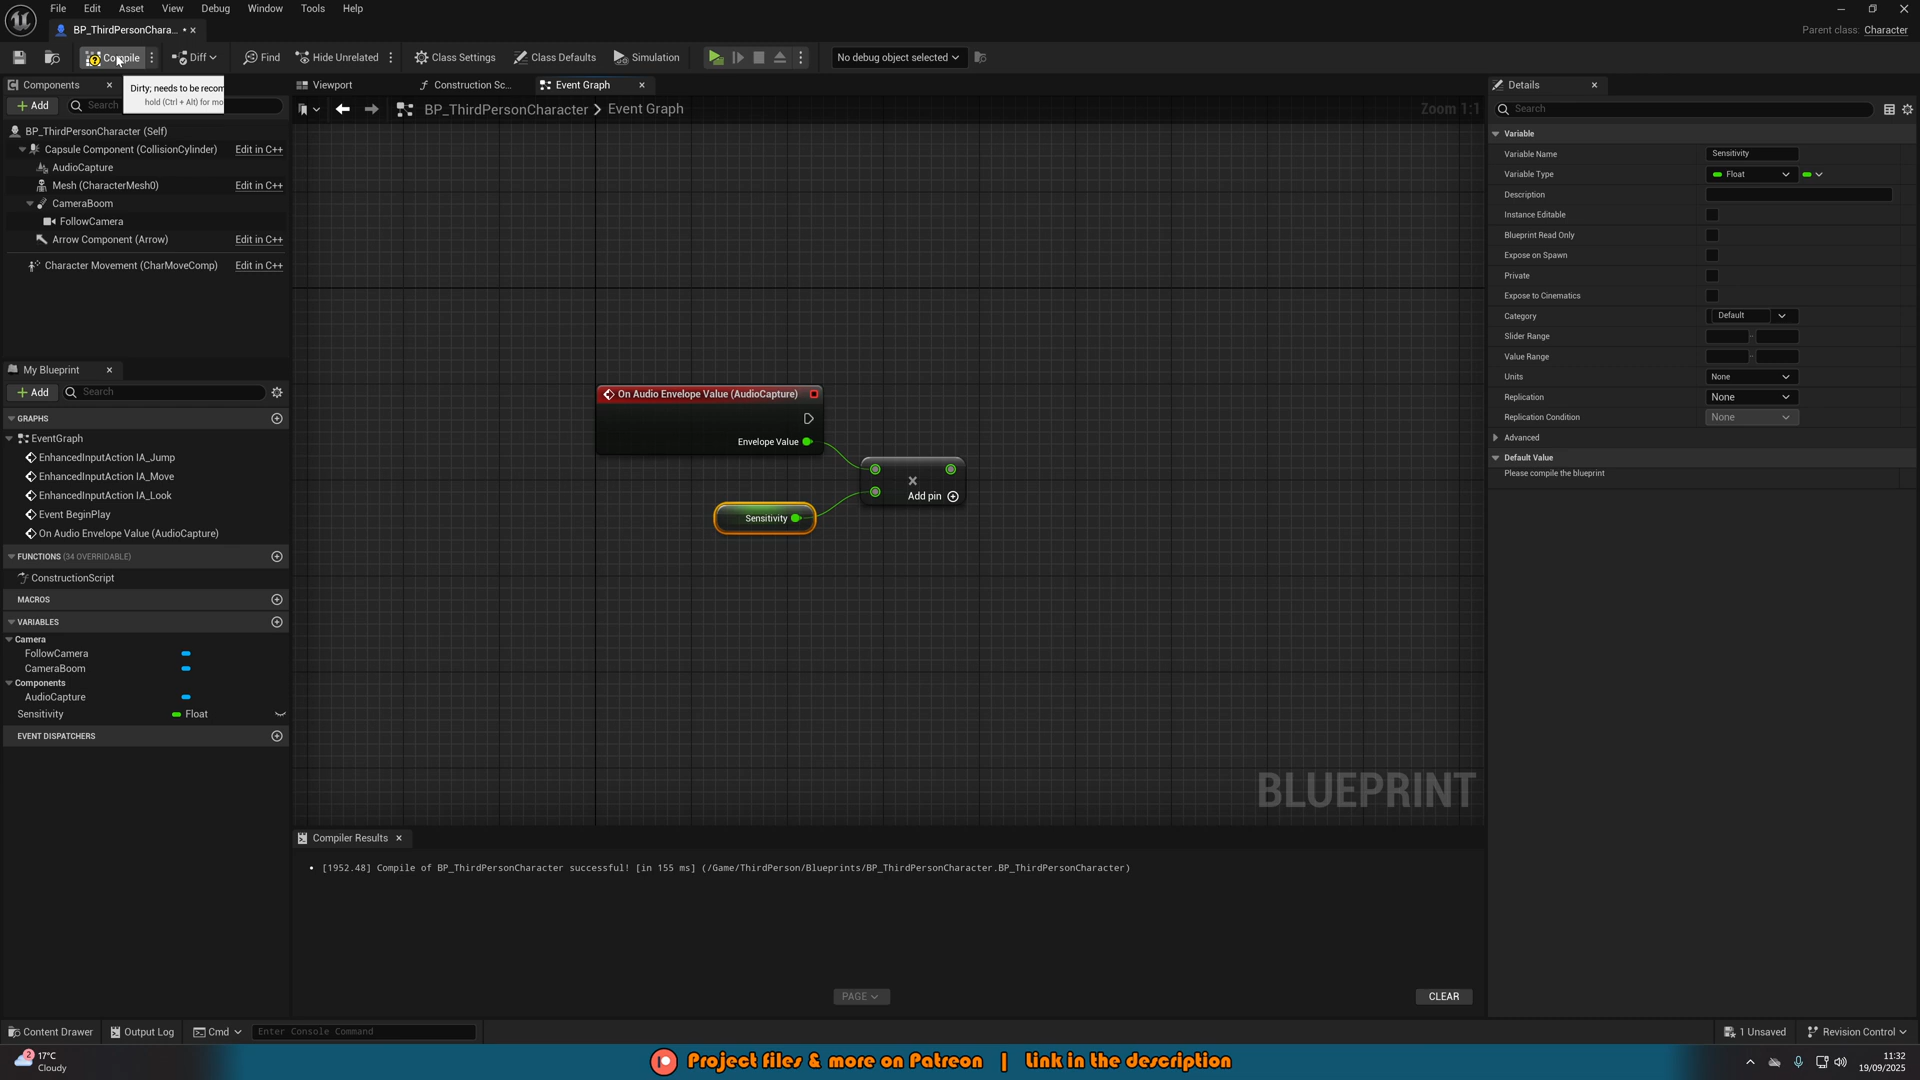 File Edit Asset View Debug Window Tools Help
BP_ThirdPersonChara... •
Parent class: Character
Compile Diff Find Hide Unrelated Class Settings Class Defaults Simulation No debug object selected
Components
Dirty; needs to be recom
hold (Ctrl + Alt) for mo
Add Search
BP_ThirdPersonCharacter (Self)
Capsule Component (CollisionCylinder) Edit in C++
AudioCapture
Mesh (CharacterMesh0) Edit in C++
CameraBoom
FollowCamera
Arrow Component (Arrow) Edit in C++
Character Movement (CharMoveComp) Edit in C++
My Blueprint
Add Search
GRAPHS
EventGraph
EnhancedInputAction IA_Jump
EnhancedInputAction IA_Move
EnhancedInputAction IA_Look
Event BeginPlay
On Audio Envelope Value (AudioCapture)
FUNCTIONS (34 OVERRIDABLE)
ConstructionScript
MACROS
VARIABLES
Camera
FollowCamera
CameraBoom
Components
AudioCapture
Sensitivity Float
EVENT DISPATCHERS
Viewport Construction Sc... Event Graph
BP_ThirdPersonCharacter > Event Graph
Zoom 1:1
On Audio Envelope Value (AudioCapture)
Envelope Value
Add pin
Sensitivity
BLUEPRINT
Compiler Results
• [1952.48] Compile of BP_ThirdPersonCharacter successful! [in 155 ms] (/Game/ThirdPerson/Blueprints/BP_ThirdPersonCharacter.BP_ThirdPersonCharacter)
PAGE
CLEAR
Details
Search
Variable
Variable Name Sensitivity
Variable Type Float
Description
Instance Editable
Blueprint Read Only
Expose on Spawn
Private
Expose to Cinematics
Category Default
Slider Range
Value Range
Units None
Replication None
Replication Condition None
Advanced
Default Value
Please compile the blueprint
Content Drawer Output Log Cmd Enter Console Command
1 Unsaved Revision Control
2
17°C
Cloudy
Project files & more on Patreon | Link in the description
11:32
19/09/2025